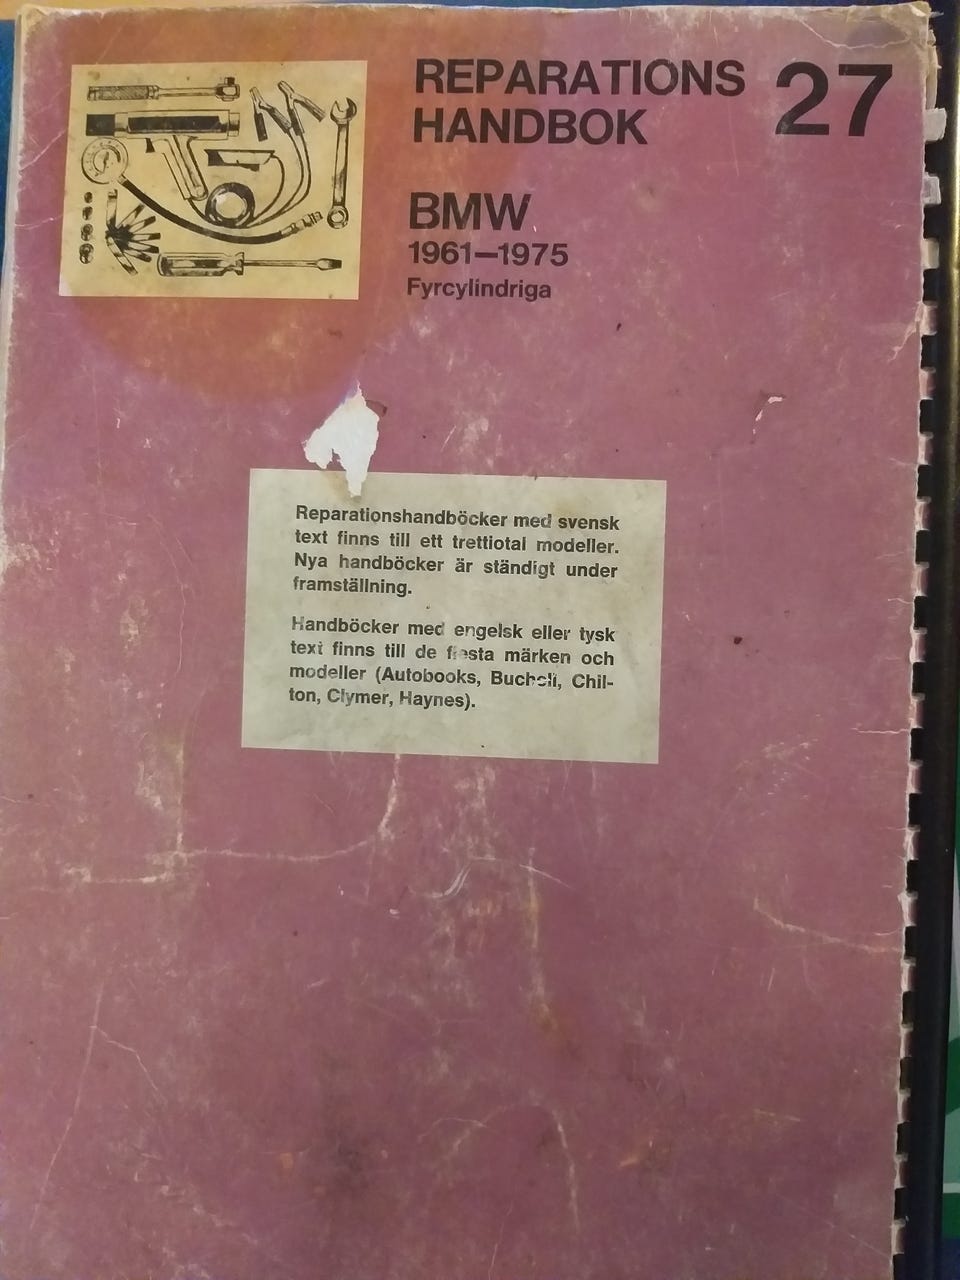 REPARATIONS
HANDBOK
27
BMW
1961—1975
Fyrcylindriga
Reparationshandböcker med svensk
text finns till ett trettiotal modeller.
Nya handböcker är ständigt under
framställning.
Handböcker med engelsk eller tysk
text finns till de flesta märken och
modeller (Autobooks, Bucheli, Chil-
ton, Clymer, Haynes).